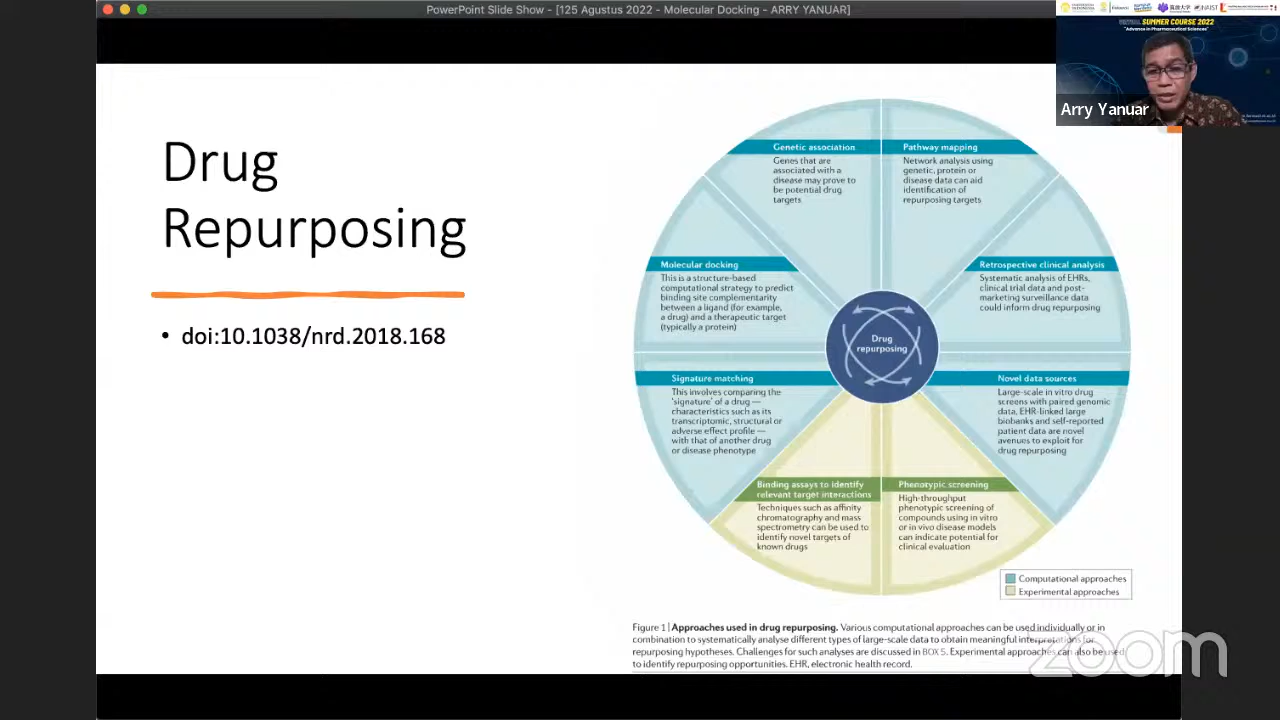 PowerPoint Slide Show - [125 Agustus 2022 - Molecular Docking - ARRY YANUAR]
SUMMER COURSE 2022
"Advance in Pharmaceutical Sciences"
Arry Yanuar
Drug
Repurposing
• doi:10.1038/nrd.2018.168
Genetic association
Genes that are
associated with a
disease may prove to
be potential drug
targets
Pathway mapping
Network analysis using
genetic, protein or
disease data can aid
identification of
repurposing targets
Molecular docking
This is a structure-based
computational strategy to predict
binding site complementarity
between a ligand (for example,
a drug) and a therapeutic target
(typically a protein)
Retrospective clinical analysis
Systematic analysis of EHRs,
clinical trial data and post-
marketing surveillance data
could inform drug repurposing
Drug
repurposing
Signature matching
This involves comparing the
'signature' of a drug —
characteristics such as its
transcriptomic, structural or
adverse effect profile —
with that of another drug
or disease phenotype
Novel data sources
Large-scale in vitro drug
screens with paired genomic
data, EHR-linked large
biobanks and self-reported
patient data are novel
avenues to exploit for
drug repurposing
Binding assays to identify
relevant target interactions
Techniques such as affinity
chromatography and mass
spectrometry can be used to
identify novel targets of
known drugs
Phenotypic screening
High-throughput
phenotypic screening of
compounds using in vitro
or in vivo disease models
can indicate potential for
clinical evaluation
Computational approaches
Experimental approaches
Figure 1 | Approaches used in drug repurposing. Various computational approaches can be used individually or in
combination to systematically analyse different types of large-scale data to obtain meaningful interpretations for
repurposing hypotheses. Challenges for such analyses are discussed in BOX 5. Experimental approaches can also be used
to identify repurposing opportunities. EHR, electronic health record.
zoom